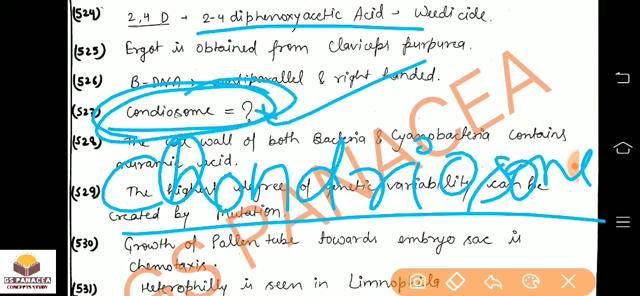 (524) 2,4 D → 2-4 diphenoxyacetic Acid → Weedicide.
(525) Ergot is obtained from Claviceps purpurea.
(526) B-DNA → antiparallel & right handed.
(527) Condiosome = ?
(528) The cell wall of both Bacteria & Cyanobacteria contains
muramic acid.
Chondriosome
(529) The highest degree of genetic variability can be
created by mutation.
(530) Growth of Pollen tube towards embryo sac is
chemotaxis.
(531) Heterophilly is seen in Limnophila
GS PANACEA
GS PANACEA
CONCEPTS STUDY